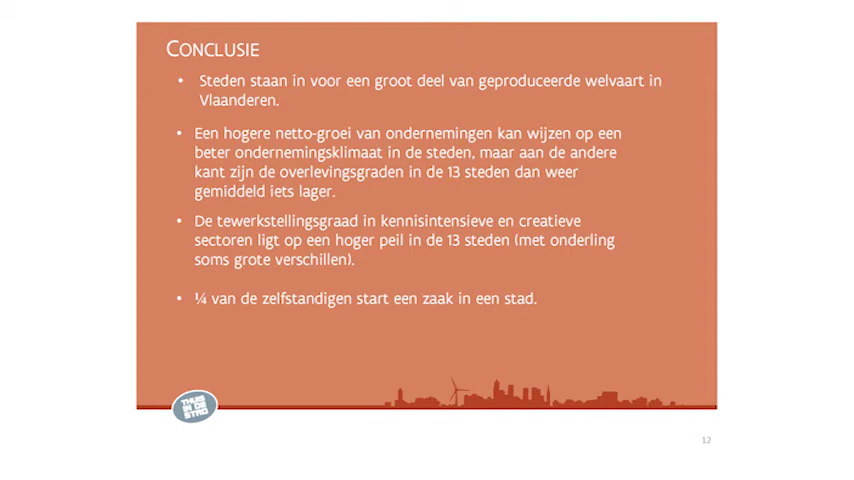 CONCLUSIE
• Steden staan in voor een groot deel van geproduceerde welvaart in
Vlaanderen.
• Een hogere netto-groei van ondernemingen kan wijzen op een
beter ondernemingsklimaat in de steden, maar aan de andere
kant zijn de overlevingsgraden in de 13 steden dan weer
gemiddeld iets lager.
• De tewerkstellingsgraad in kennisintensieve en creatieve
sectoren ligt op een hoger peil in de 13 steden (met onderling
soms grote verschillen).
• ¼ van de zelfstandigen start een zaak in een stad.
THUIS
IN DE
STAD
12